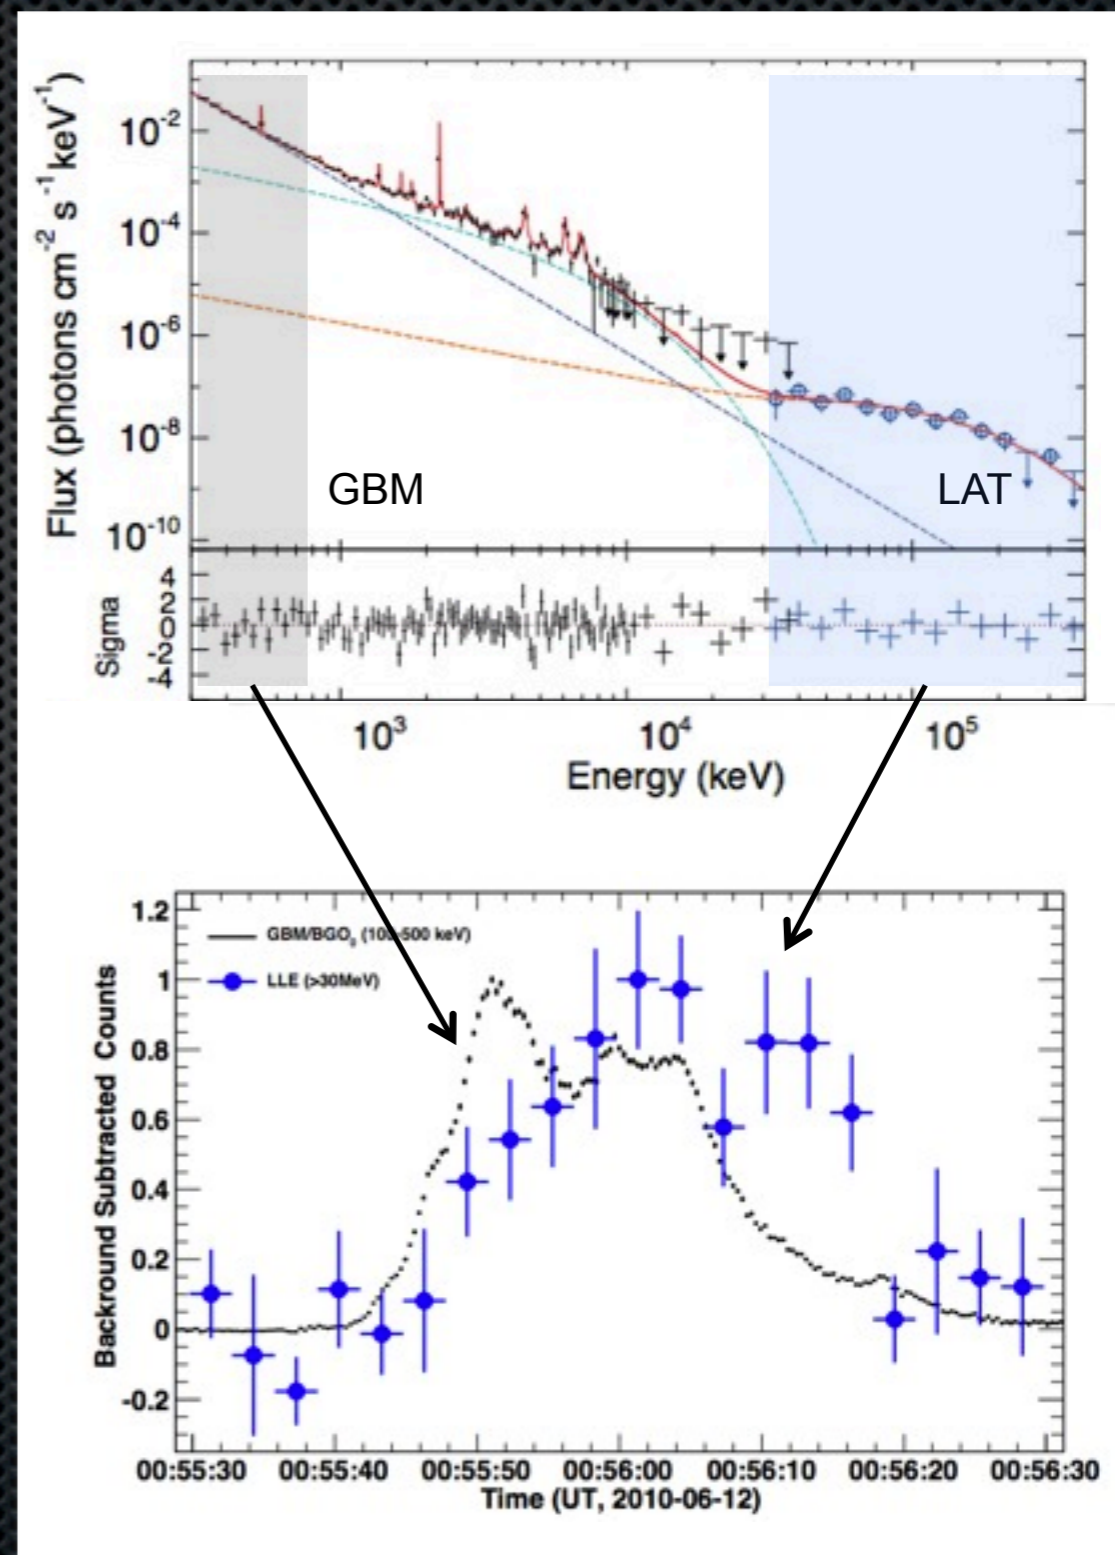 Flux (photons cm⁻² s⁻¹ keV⁻¹)
10⁻²
10⁻⁴
10⁻⁶
10⁻⁸
10⁻¹⁰
GBM
LAT
Sigma
4
2
0
-2
-4
10³ 10⁴ 10⁵
Energy (keV)
Backround Subtracted Counts
1.2
1
0.8
0.6
0.4
0.2
0
-0.2
GBM/BGO₀ (10 -500 keV)
LLE (>30MeV)
00:55:30 00:55:40 00:55:50 00:56:00 00:56:10 00:56:20 00:56:30
Time (UT, 2010-06-12)